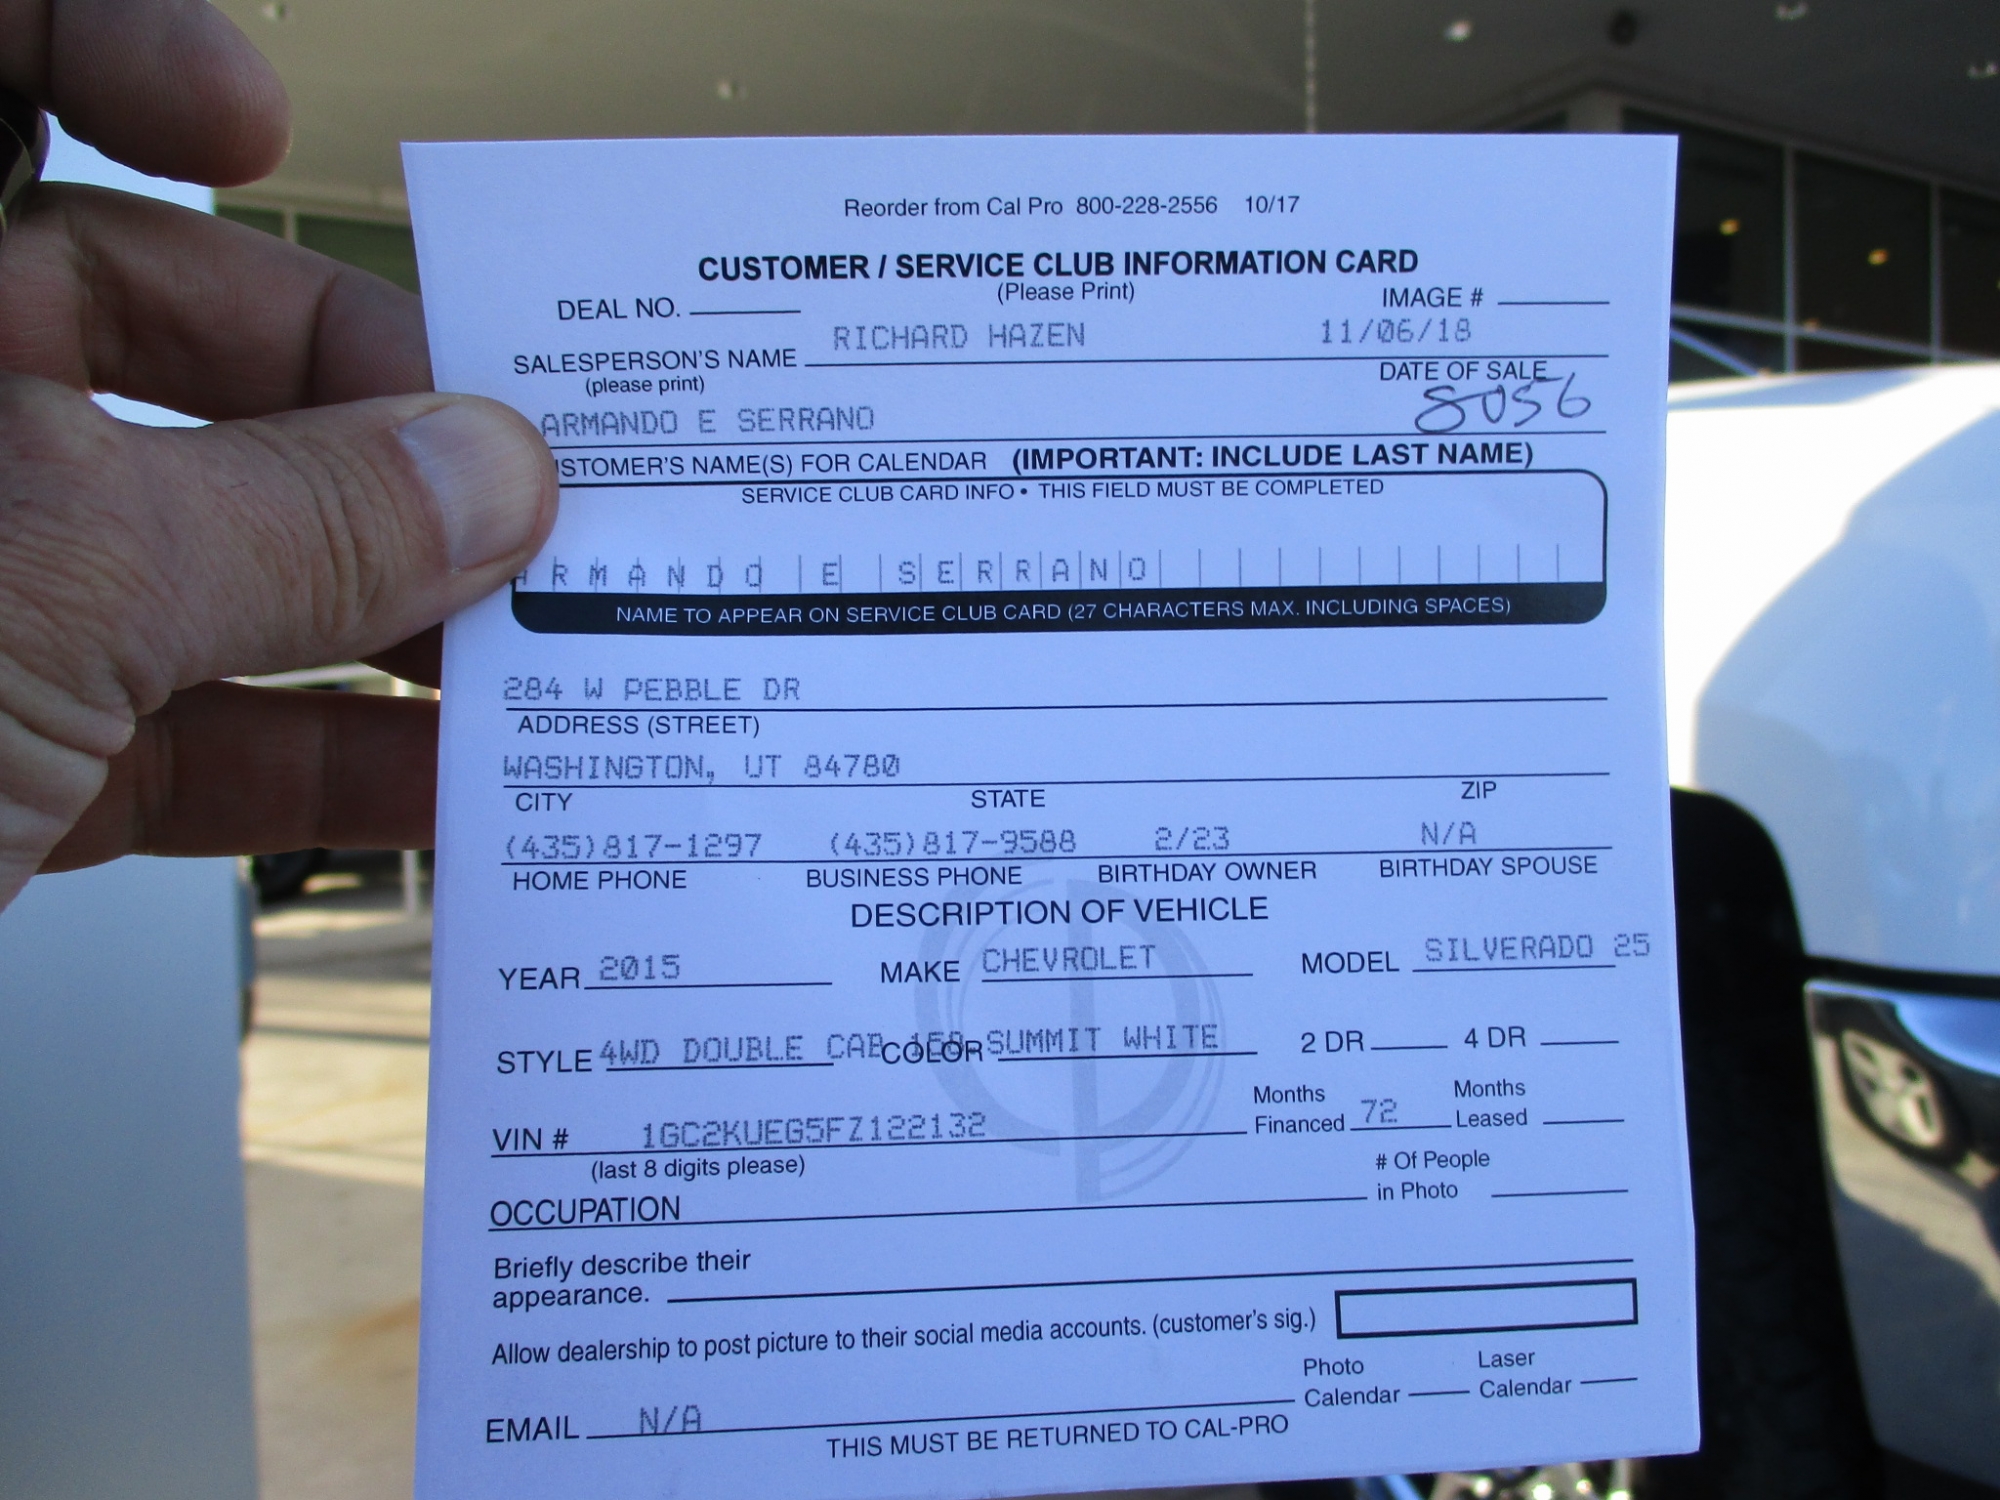 Reorder from Cal Pro 800-228-2556 10/17
CUSTOMER / SERVICE CLUB INFORMATION CARD
(Please Print)
DEAL NO. IMAGE #
RICHARD HAZEN 11/06/18
SALESPERSON'S NAME DATE OF SALE
(please print)
8056
ARMANDO E SERRANO
STOMER'S NAME(S) FOR CALENDAR (IMPORTANT: INCLUDE LAST NAME)
SERVICE CLUB CARD INFO • THIS FIELD MUST BE COMPLETED
ARMANDO E SERRANO
NAME TO APPEAR ON SERVICE CLUB CARD (27 CHARACTERS MAX. INCLUDING SPACES)
284 W PEBBLE DR
ADDRESS (STREET)
WASHINGTON, UT 84780
CITY STATE ZIP
(435)817-1297 (435)817-9588 2/23 N/A
HOME PHONE BUSINESS PHONE BIRTHDAY OWNER BIRTHDAY SPOUSE
DESCRIPTION OF VEHICLE
YEAR 2015 MAKE CHEVROLET MODEL SILVERADO 25
STYLE 4WD DOUBLE CAB COLOR SUMMIT WHITE 2 DR 4 DR
VIN # 1GC2KUEG5FZ122132 Months Financed 72 Months Leased
(last 8 digits please)
OCCUPATION # Of People in Photo
Briefly describe their
appearance.
Allow dealership to post picture to their social media accounts. (customer's sig.)
EMAIL N/A Photo Calendar Laser Calendar
THIS MUST BE RETURNED TO CAL-PRO